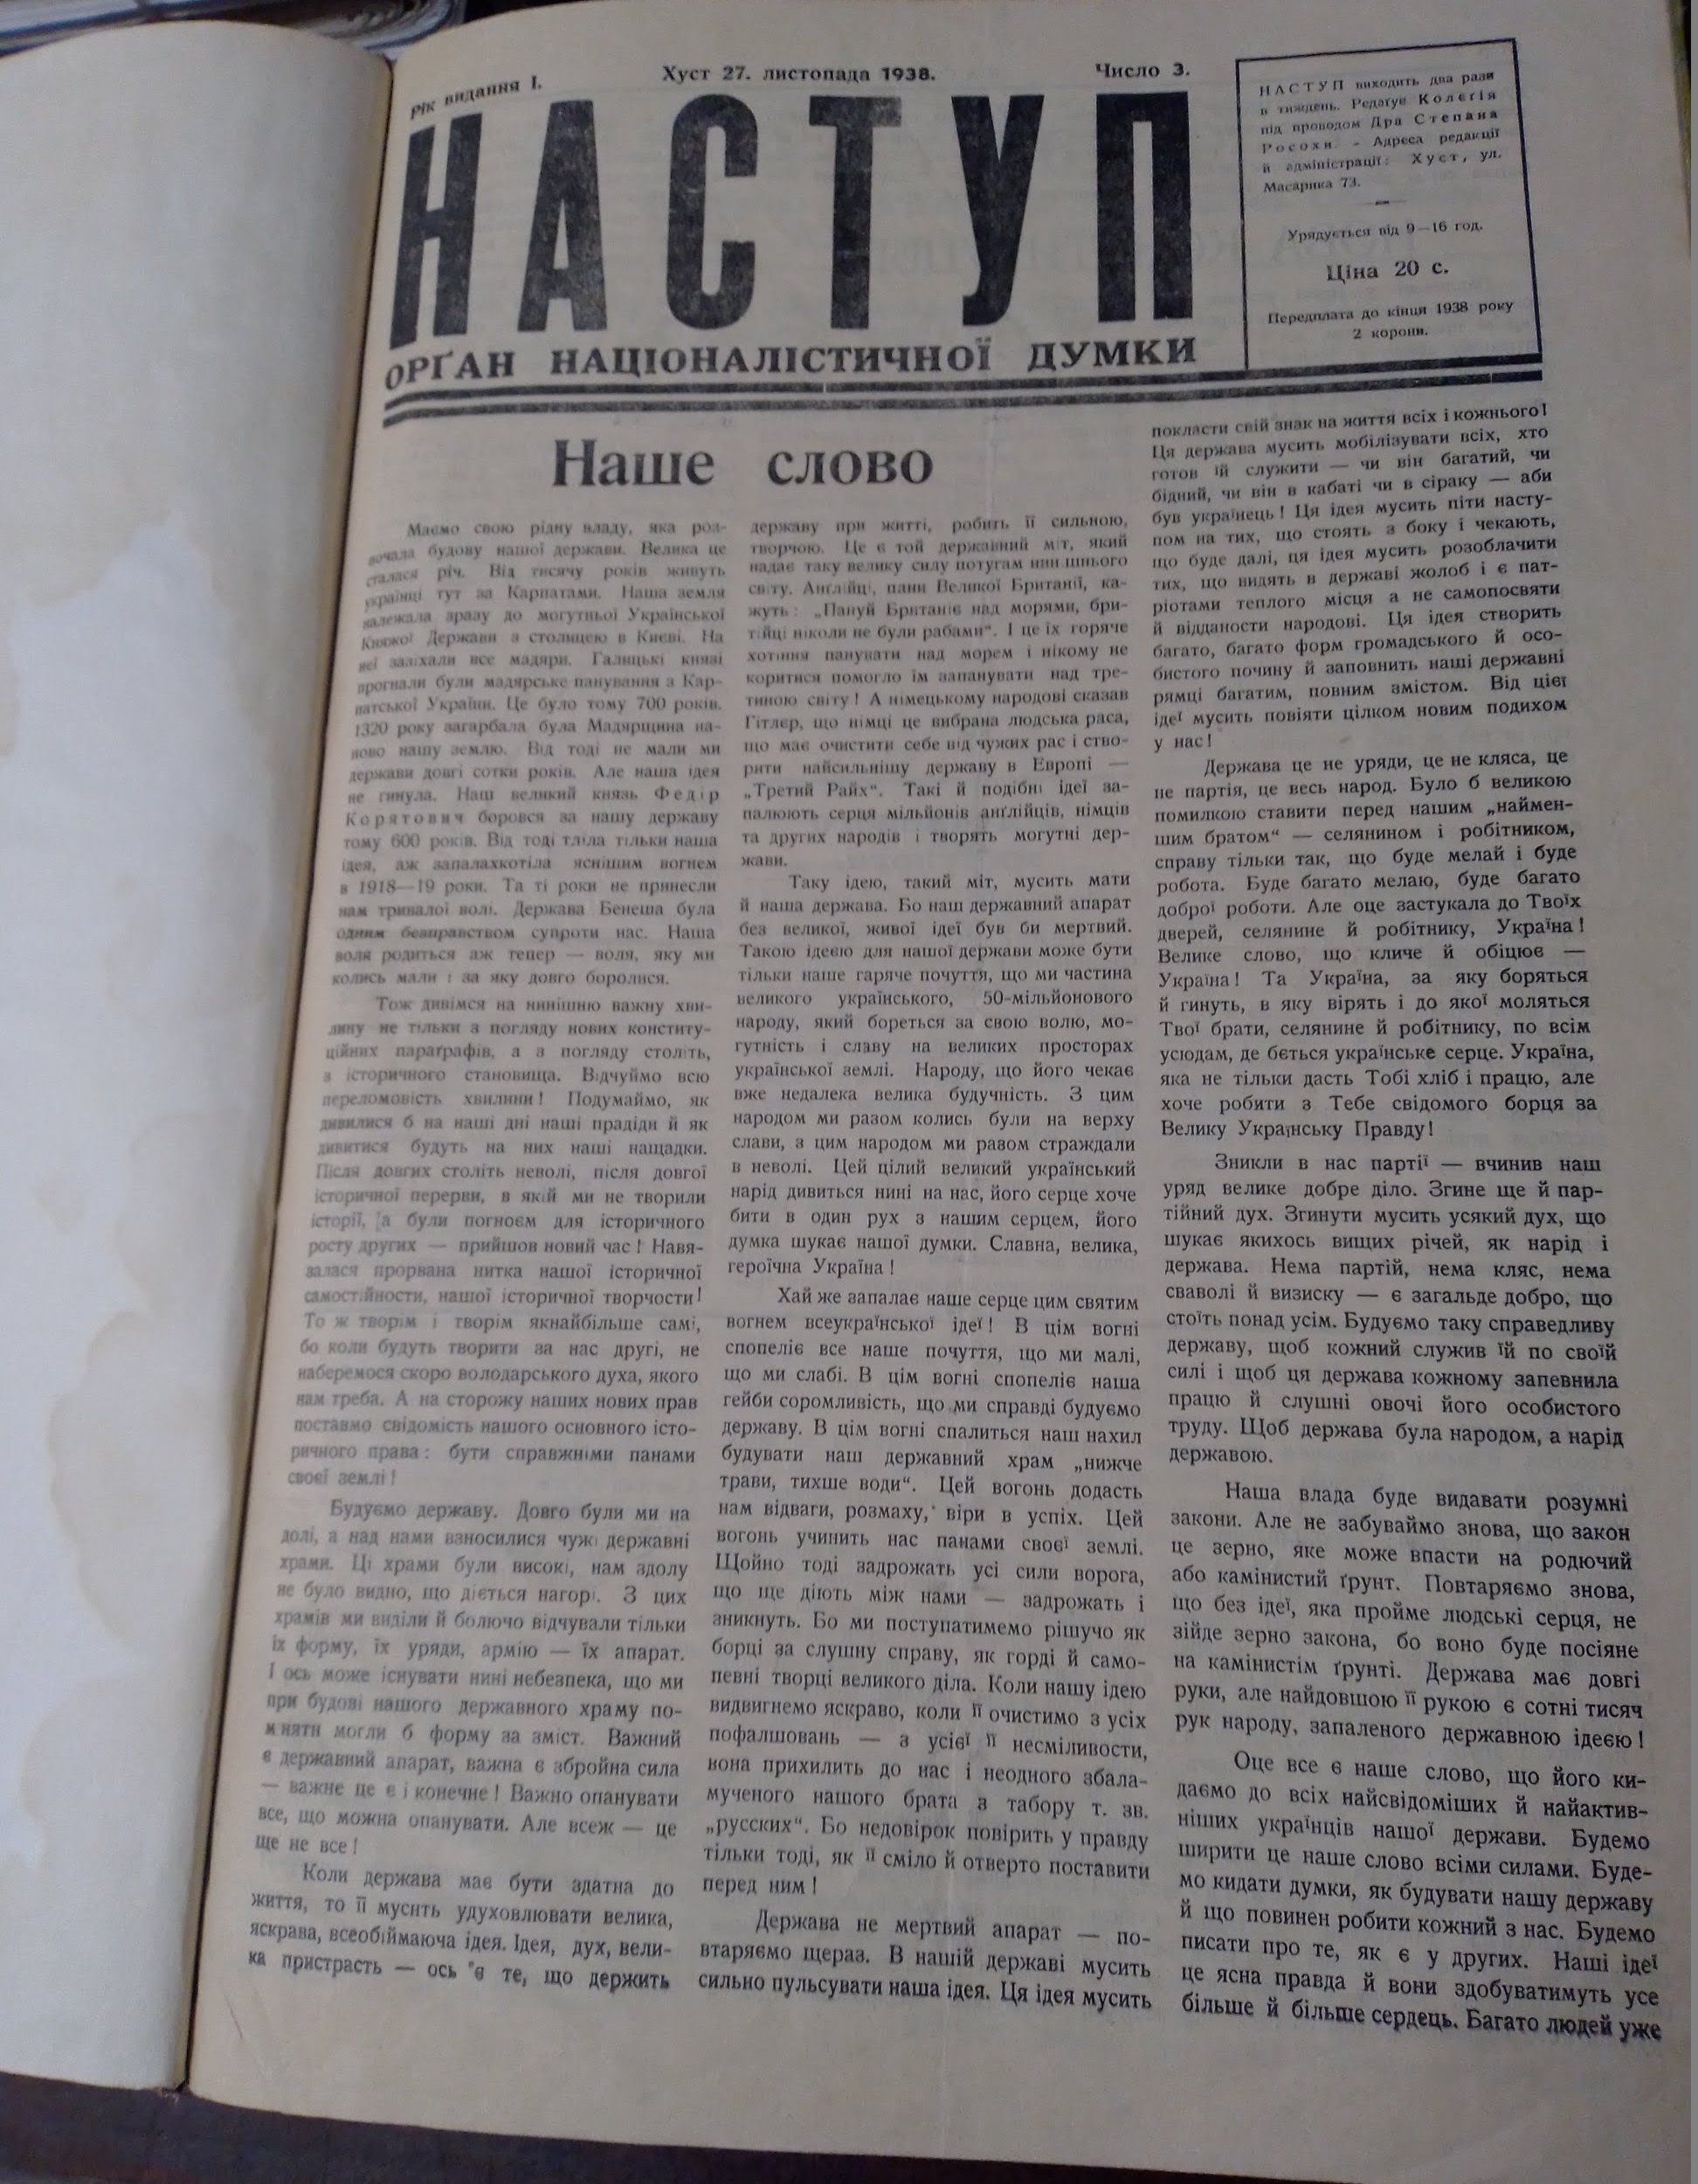 Рік видання І.
Хуст 27. листопада 1938.
Число 3.
НАСТУП
ОРҐАН НАЦІОНАЛІСТИЧНОЇ ДУМКИ
НАСТУП виходить два рази
в тиждень. Редагує Колєґія
під проводом Дра Степана
Росохи. - Адреса редакції
й адміністрації: Хуст, ул.
Масарика 73.
Урядується від 9—16 год.
Ціна 20 с.
Передплата до кінця 1938 року
2 корони.
Наше слово
Маємо свою рідну владу, яка роз-
почала будову нашої держави. Велика це
сталася річ. Від тисячу років живуть
українці тут за Карпатами. Наша земля
належала зразу до могутньої Української
Княжої Держави з столицею в Києві. На
неї заліхали все мадяри. Галицькі князі
прогнали були мадярське панування з Кар-
патської України. Це було тому 700 років.
1320 року загарбала була Мадярщина на-
ново нашу землю. Від тоді не мали ми
держави довгі сотки років. Але наша ідея
не гинула. Наш великий князь Федір
Корятович боровся за нашу державу
тому 600 років. Від тоді тліла тільки наша
ідея, аж запалахкотіла яснішим вогнем
в 1918—19 роки. Та ті роки не принесли
нам тривалої волі. Держава Бенеша була
одним безправством супроти нас. Наша
воля родиться аж тепер — воля, яку ми
колись мали і за яку довго боролися.
Тож дивімся на нинішню важну хви-
лину не тільки з погляду нових конститу-
ційних параґрафів, а з погляду століть,
з історичного становища. Відчуймо всю
переломовість хвилини! Подумаймо, як
дивилися б на наші дні наші прадіди й як
дивитися будуть на них наші нащадки.
Після довгих століть неволі, після довгої
історичної перерви, в якій ми не творили
історії, а були погноєм для історичного
росту других — прийшов новий час! Навя-
залася прорвана нитка нашої історичної
самостійности, нашої історичної творчости!
То ж творім і творім якнайбільше самі,
бо коли будуть творити за нас другі, не
наберемося скоро володарського духа, якого
нам треба. А на сторожу наших нових прав
поставмо свідомість нашого основного істо-
ричного права: бути справжніми панами
своєї землі!
Будуємо державу. Довго були ми на
долі, а над нами взносилися чужі державні
храми. Ці храми були високі, нам здолу
не було видно, що діється нагорі. З цих
храмів ми виділи й болючо відчували тільки
їх форму, їх уряди, армію — їх апарат.
І ось може існувати нині небезпека, що ми
при будові нашого державного храму по-
міняти могли б форму за зміст. Важний
є державний апарат, важна є збройна сила
— важне це є і конечне! Важно опанувати
все, що можна опанувати. Але всеж — це
ще не все!
Коли держава має бути здатна до
життя, то її мусить удуховлювати велика,
яскрава, всеобіймаюча ідея. Ідея, дух, вели-
ка пристрасть — ось є те, що держить
державу при житті, робить її сильною,
творчою. Це є той державний міт, який
надає таку велику силу потугам нинішнього
світу. Анґлійці, пани Великої Британії, ка-
жуть: „Пануй Британіє над морями, бри-
тійці ніколи не були рабами“. І це їх горяче
хотіння панувати над морем і нікому не
коритися помогло їм запанувати над тре-
тиною світу! А німецькому народові сказав
Гітлєр, що німці це вибрана людська раса,
що має очистити себе від чужих рас і ство-
рити найсильнішу державу в Европі —
„Третий Райх“. Такі й подібні ідеї за-
палюють серця мільйонів анґлійців, німців
та других народів і творять могутні дер-
жави.
Таку ідею, такий міт, мусить мати
й наша держава. Бо наш державний апарат
без великої, живої ідеї був би мертвий.
Такою ідеєю для нашої держави може бути
тільки наше гаряче почуття, що ми частина
великого українського, 50-мільйонового
народу, який бореться за свою волю, мо-
гутність і славу на великих просторах
української землі. Народу, що його чекає
вже недалека велика будучність. З цим
народом ми разом колись були на верху
слави, з цим народом ми разом страждали
в неволі. Цей цілий великий український
нарід дивиться нині на нас, його серце хоче
бити в один рух з нашим серцем, його
думка шукає нашої думки. Славна, велика,
героїчна Україна!
Хай же запалає наше серце цим святим
вогнем всеукраїнської ідеї! В цім вогні
спопеліє все наше почуття, що ми малі,
що ми слабі. В цім вогні спопеліє наша
гейби соромливість, що ми справді будуємо
державу. В цім вогні спалиться наш нахил
будувати наш державний храм „нижче
трави, тихше води“. Цей вогонь додасть
нам відваги, розмаху, віри в успіх. Цей
вогонь учинить нас панами своєї землі.
Щойно тоді задрожать усі сили ворога,
що ще діють між нами — задрожать і
зникнуть. Бо ми поступатимемо рішучо як
борці за слушну справу, як горді й само-
певні творці великого діла. Коли нашу ідею
видвигнемо яскраво, коли її очистимо з усіх
пофалшовань — з усієї її несміливости,
вона прихилить до нас і неодного збала-
мученого нашого брата з табору т. зв.
„русских“. Бо недовірок повірить у правду
тільки тоді, як її сміло й отверто поставити
перед ним!
Держава не мертвий апарат — по-
втаряємо щераз. В нашій державі мусить
сильно пульсувати наша ідея. Ця ідея мусить
покласти свій знак на життя всіх і кожнього!
Ця держава мусить мобілізувати всіх, хто
готов їй служити — чи він багатий, чи
бідний, чи він в кабаті чи в сіраку — аби
був українець! Ця ідея мусить піти насту-
пом на тих, що стоять з боку і чекають,
що буде далі, ця ідея мусить розоблачити
тих, що видять в державі жолоб і є пат-
ріотами теплого місця а не самопосвяти
й відданости народові. Ця ідея створить
багато, багато форм громадського й осо-
бистого почину й заповнить наші державні
рямці багатим, повним змістом. Від цієї
ідеї мусить повіяти цілком новим подихом
у нас!
Держава це не уряди, це не кляса, це
не партія, це весь народ. Було б великою
помилкою ставити перед нашим „наймен-
шим братом“ — селянином і робітником,
справу тільки так, що буде мелай і буде
робота. Буде багато мелаю, буде багато
доброї роботи. Але оце застукала до Твоїх
дверей, селянине й робітнику, Україна!
Велике слово, що кличе й обіцює —
Україна! Та Україна, за яку боряться
й гинуть, в яку вірять і до якої моляться
Твої брати, селянине й робітнику, по всім
усюдам, де бється українське серце. Україна,
яка не тільки дасть Тобі хліб і працю, але
хоче робити з Тебе свідомого борця за
Велику Українську Правду!
Зникли в нас партії — вчинив наш
уряд велике добре діло. Згине ще й пар-
тійний дух. Згинути мусить усякий дух, що
шукає якихось вищих річей, як нарід і
держава. Нема партій, нема кляс, нема
сваволі й визиску — є загальде добро, що
стоїть понад усім. Будуємо таку справедливу
державу, щоб кожний служив їй по своїй
силі і щоб ця держава кожному запевнила
працю й слушні овочі його особистого
труду. Щоб держава була народом, а нарід
державою.
Наша влада буде видавати розумні
закони. Але не забуваймо знова, що закон
це зерно, яке може впасти на родючий
або камінистий ґрунт. Повтаряємо знова,
що без ідеї, яка пройме людські серця, не
зійде зерно закона, бо воно буде посіяне
на камінистім ґрунті. Держава має довгі
руки, але найдовшою її рукою є сотні тисяч
рук народу, запаленого державною ідеєю!
Оце все є наше слово, що його ки-
даємо до всіх найсвідоміших й найактив-
ніших українців нашої держави. Будемо
ширити це наше слово всіми силами. Буде-
мо кидати думки, як будувати нашу державу
й що повинен робити кожний з нас. Будемо
писати про те, як є у других. Наші ідеї
це ясна правда й вони здобуватимуть усе
більше й більше сердець. Багато людей уже